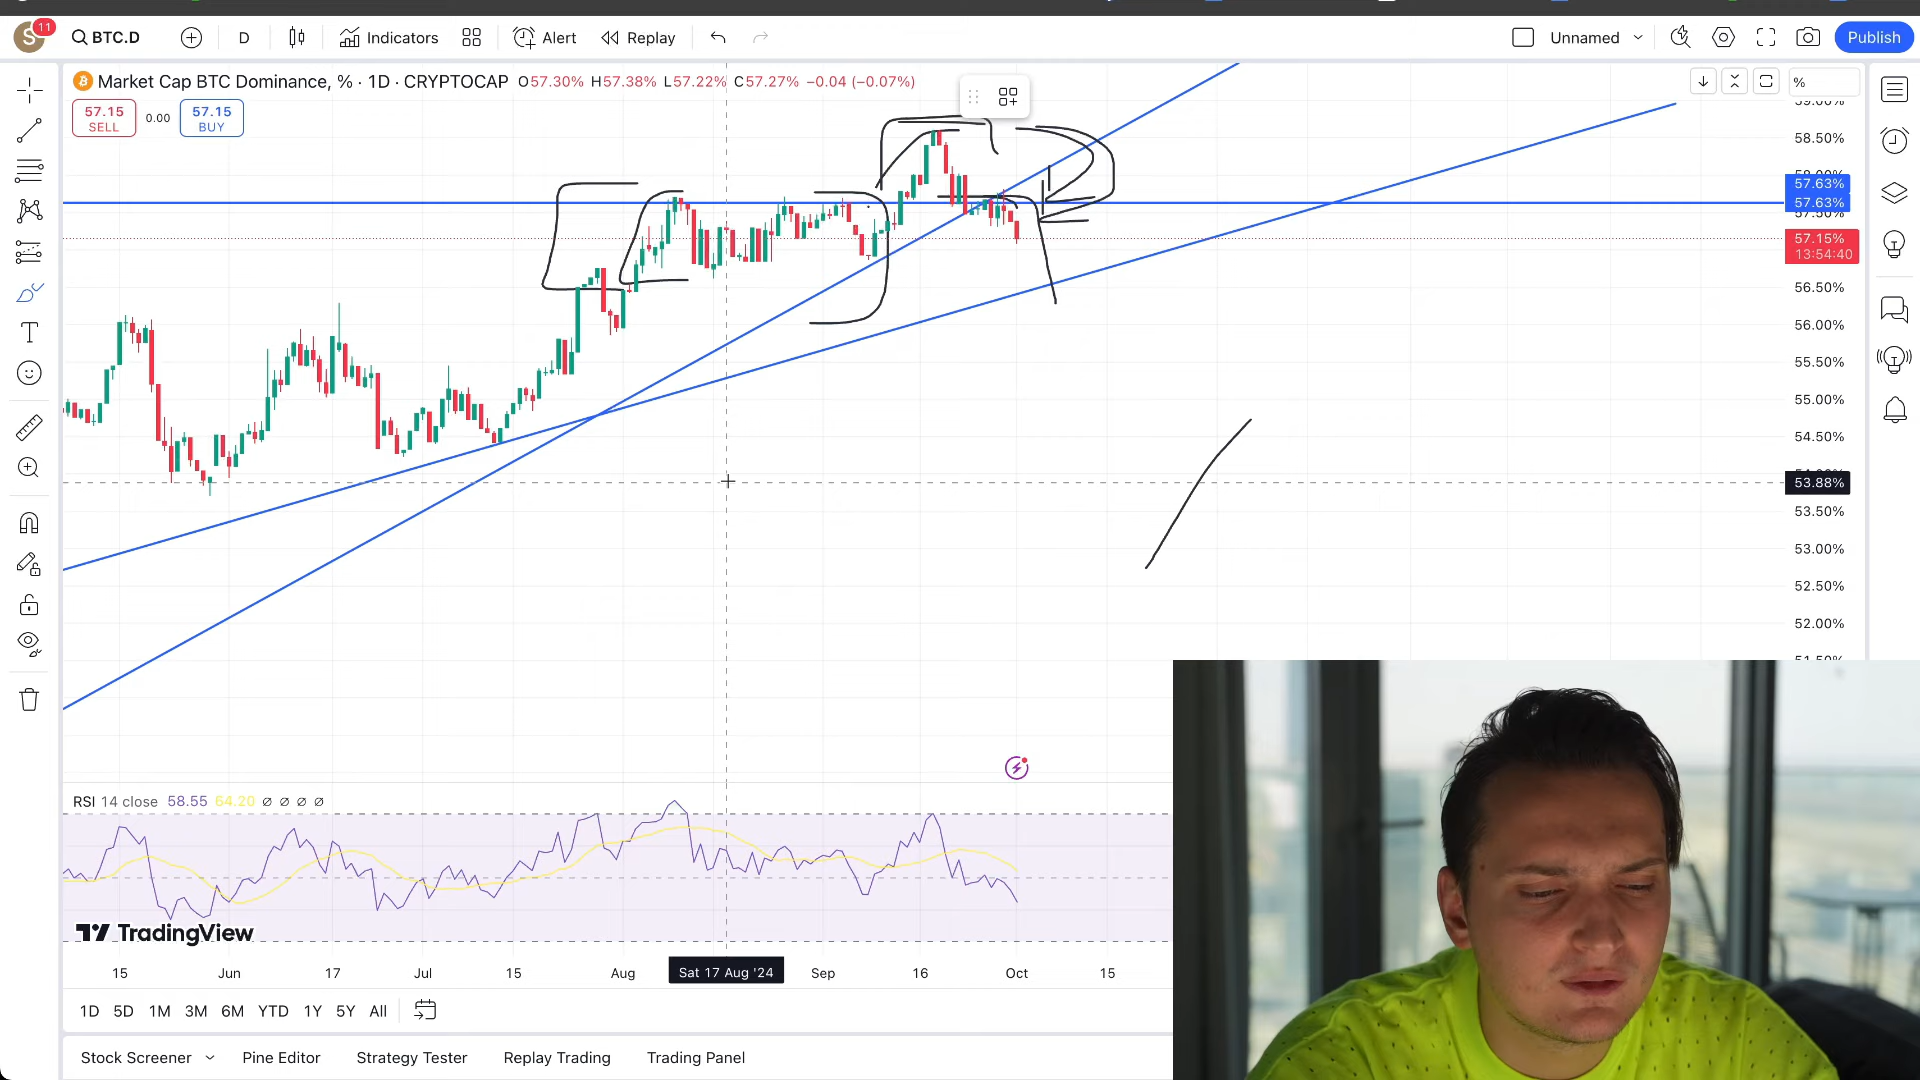 S 11 BTC.D D Indicators Alert Replay Unnamed Publish
Market Cap BTC Dominance, % · 1D · CRYPTOCAP O57.30% H57.38% L57.22% C57.27% −0.04 (−0.07%) %
57.15 SELL 0.00 57.15 BUY
58.50%
57.63%
57.63%
57.50%
57.15%
13:54:40
56.50%
56.00%
55.50%
55.00%
54.50%
53.88%
53.50%
53.00%
52.50%
52.00%
RSI 14 close 58.55 64.20 ∅ ∅ ∅ ∅
TradingView
15 Jun 17 Jul 15 Aug Sat 17 Aug '24 Sep 16 Oct 15
1D 5D 1M 3M 6M YTD 1Y 5Y All
Stock Screener Pine Editor Strategy Tester Replay Trading Trading Panel